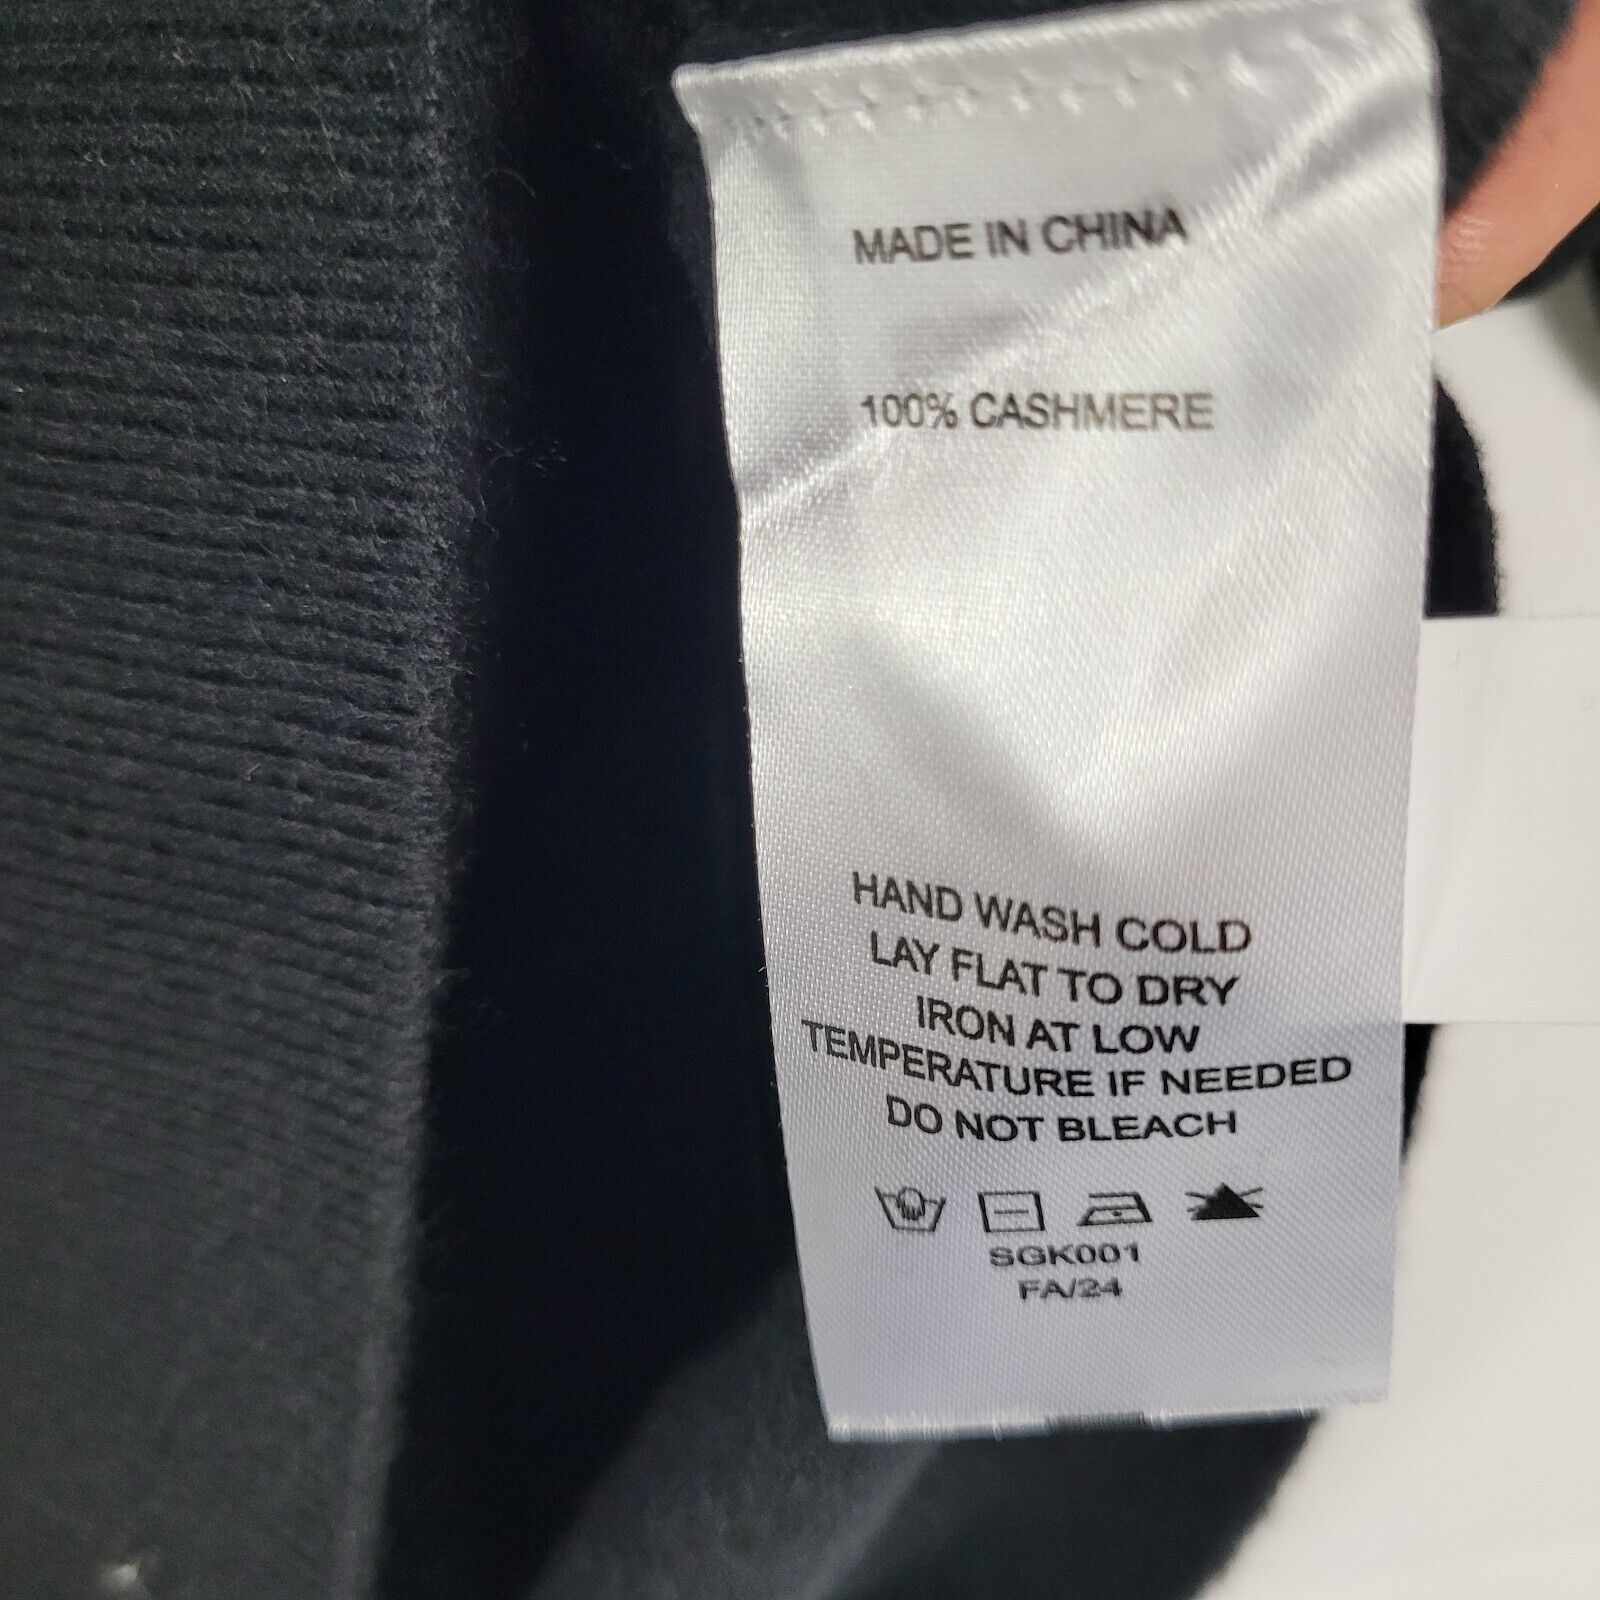 MADE IN CHINA
100% CASHMERE
HAND WASH COLD
LAY FLAT TO DRY
IRON AT LOW
TEMPERATURE IF NEEDED
DO NOT BLEACH
SGK001
FA/24